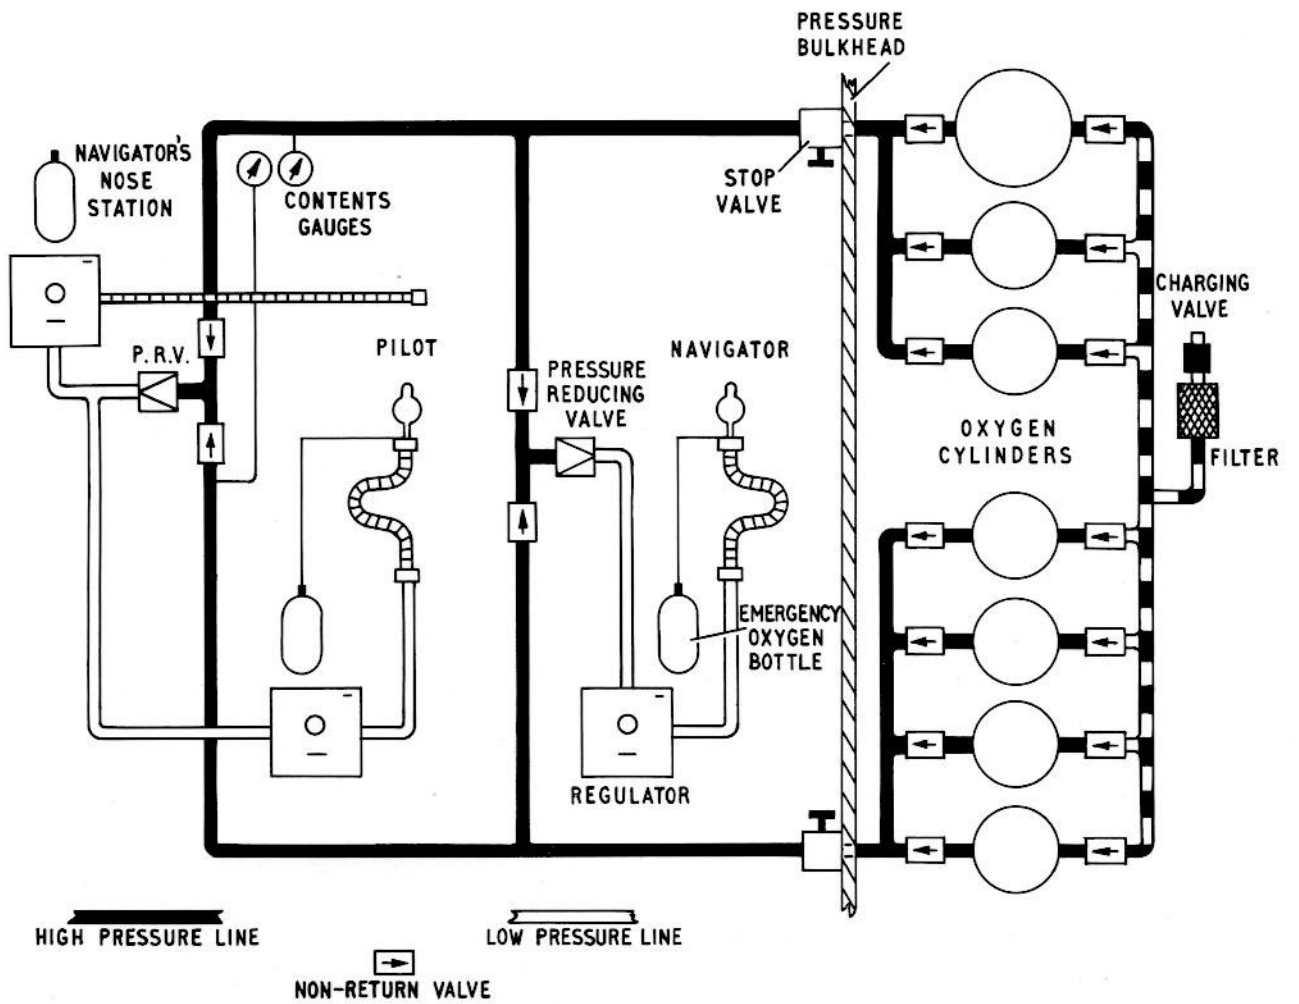 PRESSURE
BULKHEAD
NAVIGATOR'S
NOSE
STATION
CONTENTS
GAUGES
STOP
VALVE
CHARGING
VALVE
P.R.V.
PILOT
PRESSURE
REDUCING
VALVE
NAVIGATOR
OXYGEN
CYLINDERS
FILTER
EMERGENCY
OXYGEN
BOTTLE
REGULATOR
HIGH PRESSURE LINE
LOW PRESSURE LINE
NON-RETURN VALVE